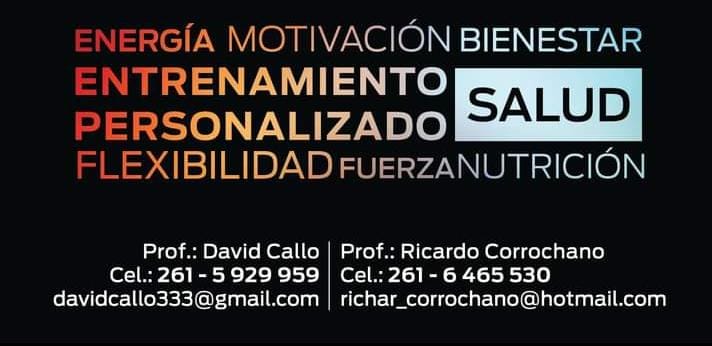 ENERGÍA MOTIVACIÓN BIENESTAR
ENTRENAMIENTO
PERSONALIZADO
SALUD
FLEXIBILIDAD FUERZA NUTRICIÓN
Prof.: David Callo
Cel.: 261 - 5 929 959
davidcallo333@gmail.com
Prof.: Ricardo Corrochano
Cel.: 261 - 6 465 530
richar_corrochano@hotmail.com